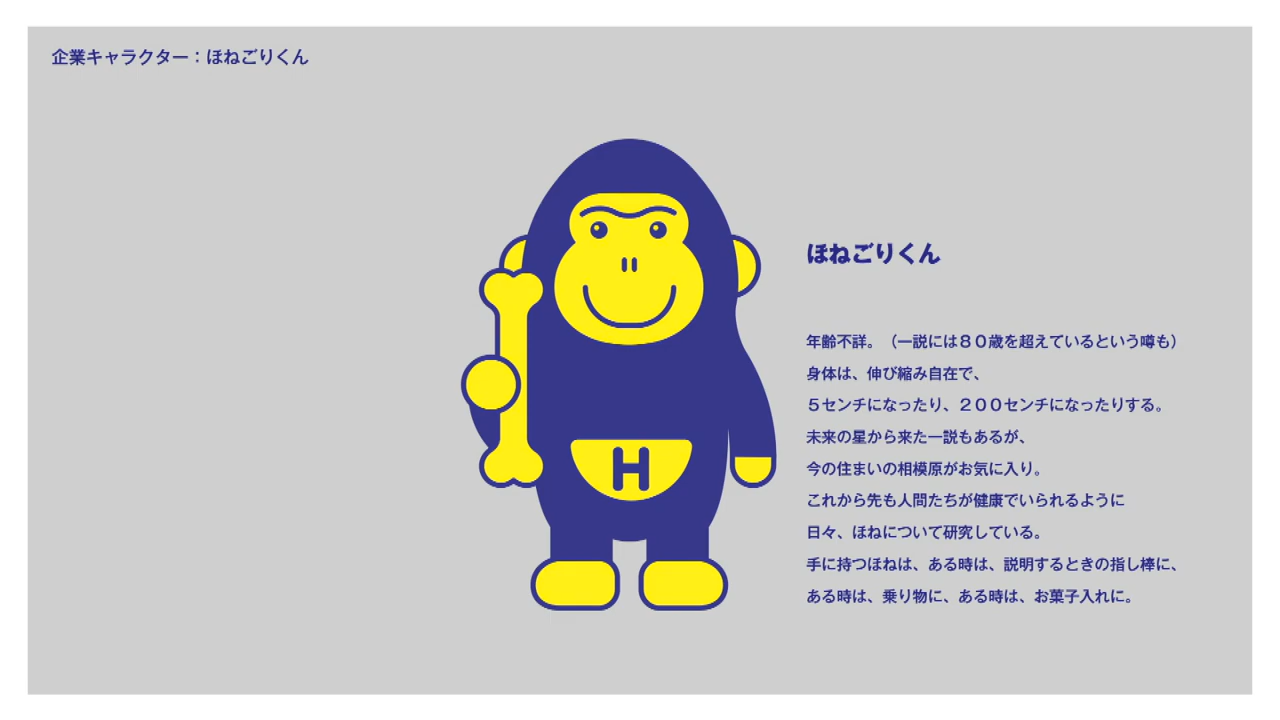 企業キャラクター：ほねごりくん
ほねごりくん
年齢不詳。（一説には８０歳を超えているという噂も）
身体は、伸び縮み自在で、
５センチになったり、２００センチになったりする。
未来の星から来た一説もあるが、
今の住まいの相模原がお気に入り。
これから先も人間たちが健康でいられるように
日々、ほねについて研究している。
手に持つほねは、ある時は、説明するときの指し棒に、
ある時は、乗り物に、ある時は、お菓子入れに。
H